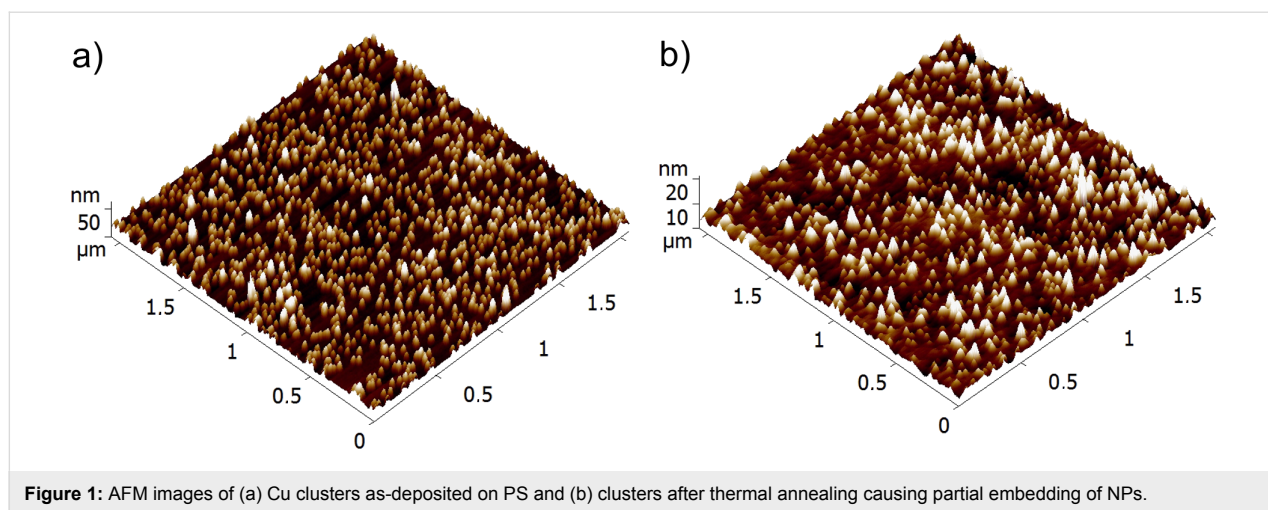 a)
b)
nm
50
µm
1.5
1
0.5
0
0.5
1
1.5
nm
20
10
µm
1.5
1
0.5
0
0.5
1
1.5
Figure 1: AFM images of (a) Cu clusters as-deposited on PS and (b) clusters after thermal annealing causing partial embedding of NPs.